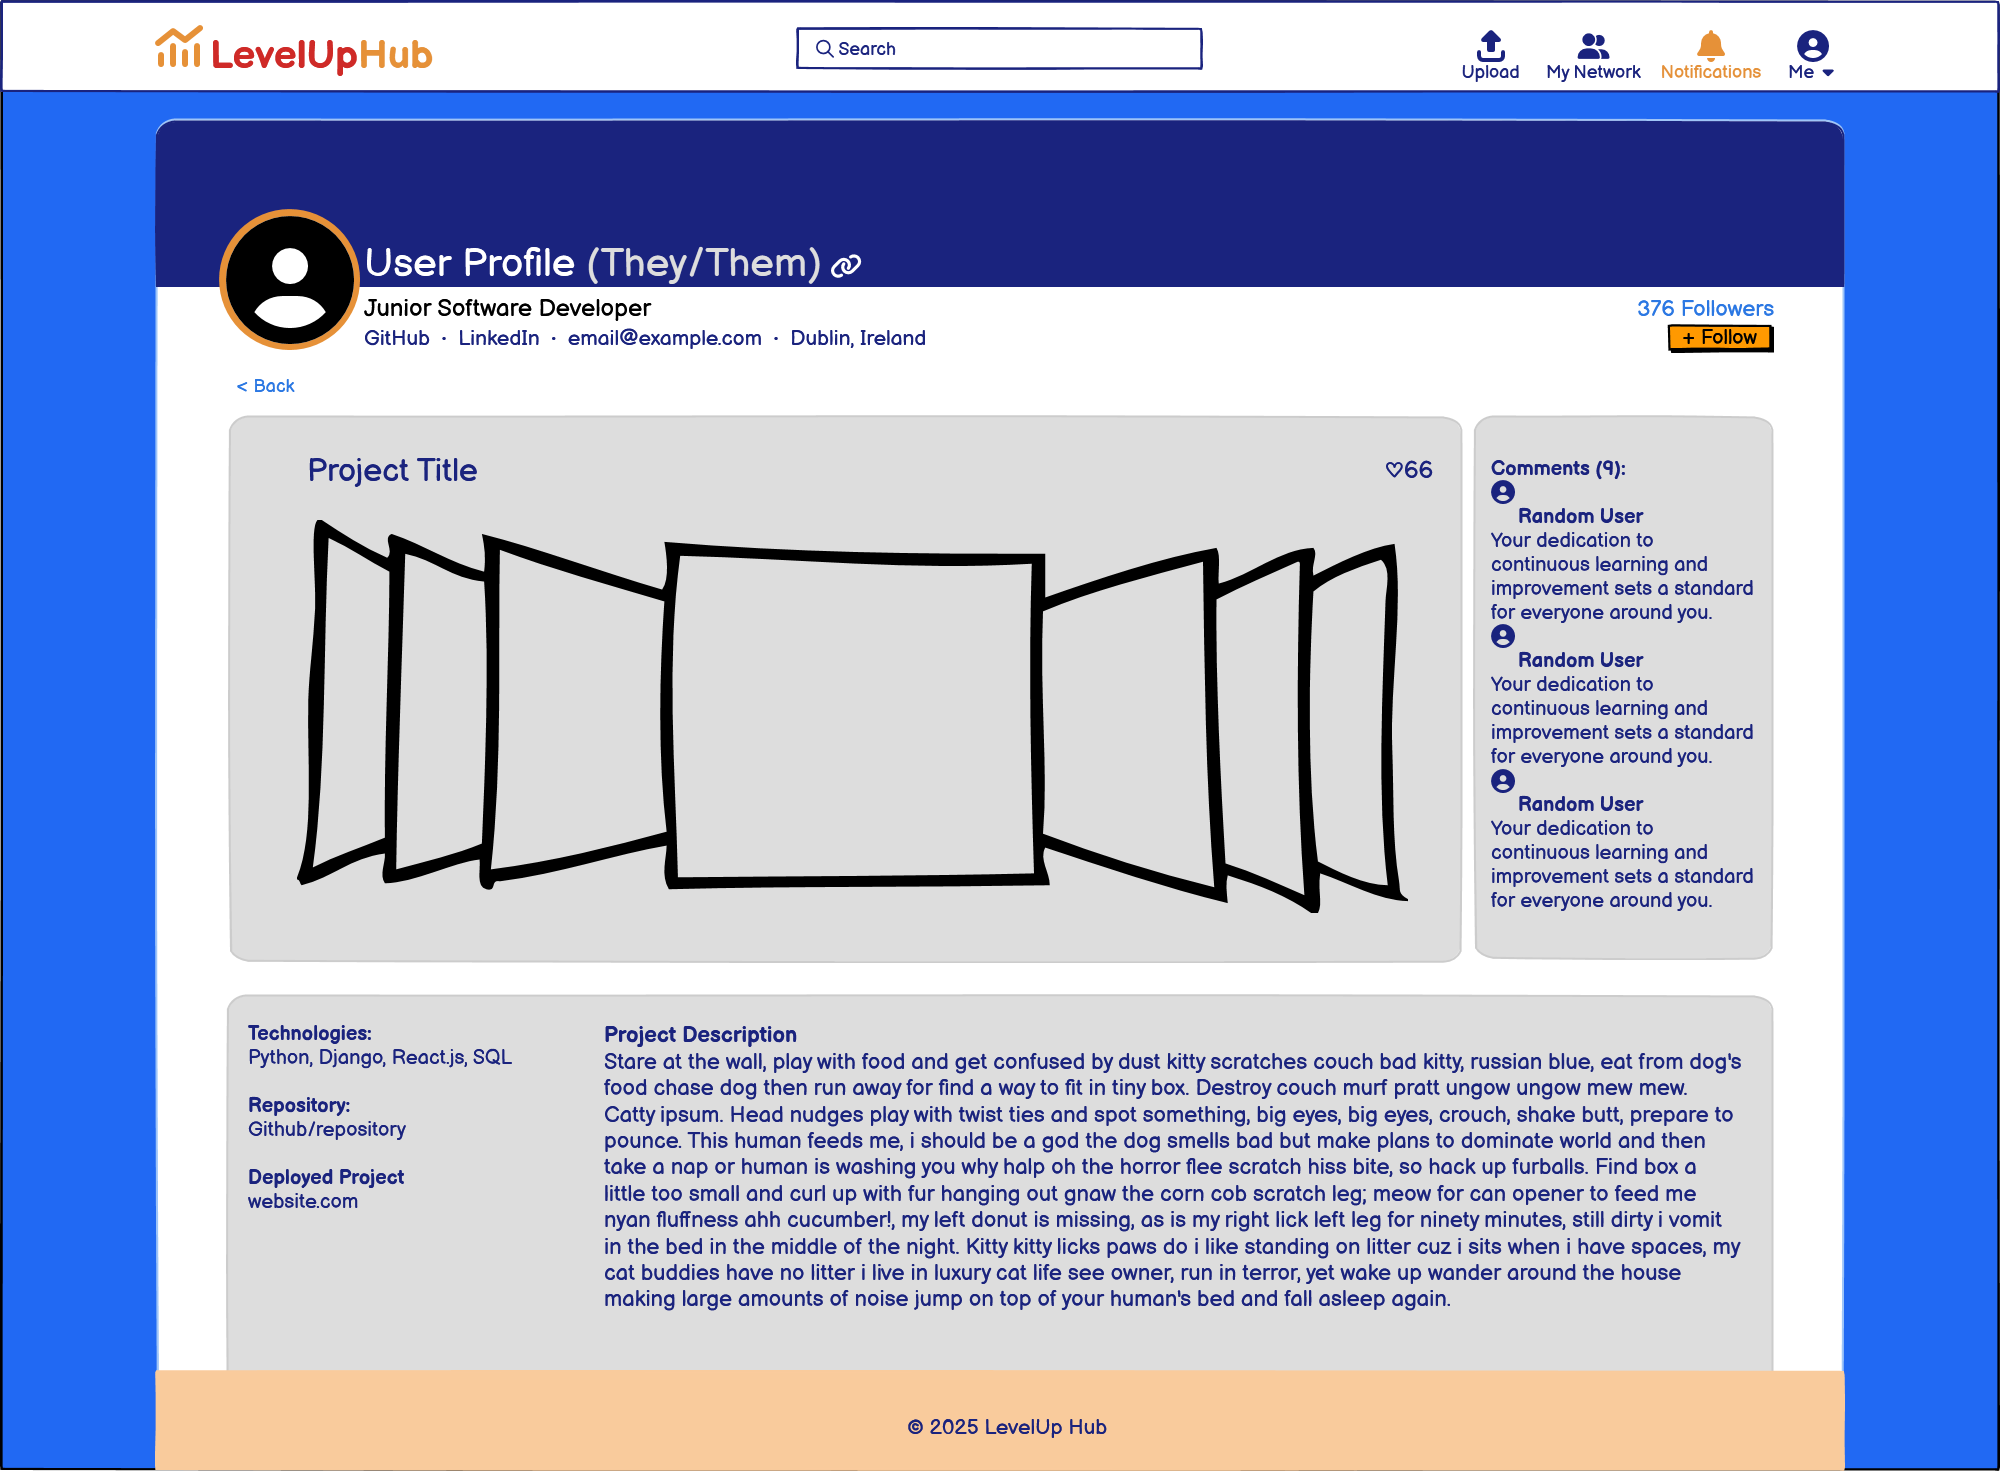 LevelUpHub
Search
Upload
My Network
Notifications
Me
User Profile (They/Them)
Junior Software Developer
GitHub · LinkedIn · email@example.com · Dublin, Ireland
376 Followers
+ Follow
< Back
Project Title
♡66
Comments (9):
Random User
Your dedication to
continuous learning and
improvement sets a standard
for everyone around you.
Random User
Your dedication to
continuous learning and
improvement sets a standard
for everyone around you.
Random User
Your dedication to
continuous learning and
improvement sets a standard
for everyone around you.
Technologies:
Python, Django, React.js, SQL
Repository:
Github/repository
Deployed Project
website.com
Project Description
Stare at the wall, play with food and get confused by dust kitty scratches couch bad kitty, russian blue, eat from dog's
food chase dog then run away for find a way to fit in tiny box. Destroy couch murf pratt ungow ungow mew mew.
Catty ipsum. Head nudges play with twist ties and spot something, big eyes, big eyes, crouch, shake butt, prepare to
pounce. This human feeds me, i should be a god the dog smells bad but make plans to dominate world and then
take a nap or human is washing you why halp oh the horror flee scratch hiss bite, so hack up furballs. Find box a
little too small and curl up with fur hanging out gnaw the corn cob scratch leg; meow for can opener to feed me
nyan fluffness ahh cucumber!, my left donut is missing, as is my right lick left leg for ninety minutes, still dirty i vomit
in the bed in the middle of the night. Kitty kitty licks paws do i like standing on litter cuz i sits when i have spaces, my
cat buddies have no litter i live in luxury cat life see owner, run in terror, yet wake up wander around the house
making large amounts of noise jump on top of your human's bed and fall asleep again.
© 2025 LevelUp Hub